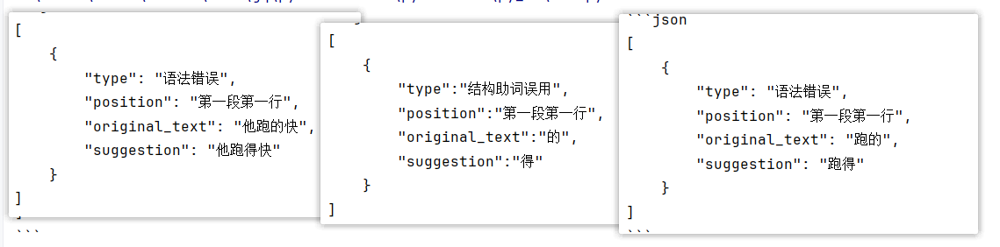 [
{
"type": "语法错误",
"position": "第一段第一行",
"original_text": "他跑的快",
"suggestion": "他跑得快"
}
]
```
[
{
"type":"结构助词误用",
"position":"第一段第一行",
"original_text":"的",
"suggestion":"得"
}
]
```json
[
{
"type": "语法错误",
"position": "第一段第一行",
"original_text": "跑的",
"suggestion": "跑得"
}
]
```